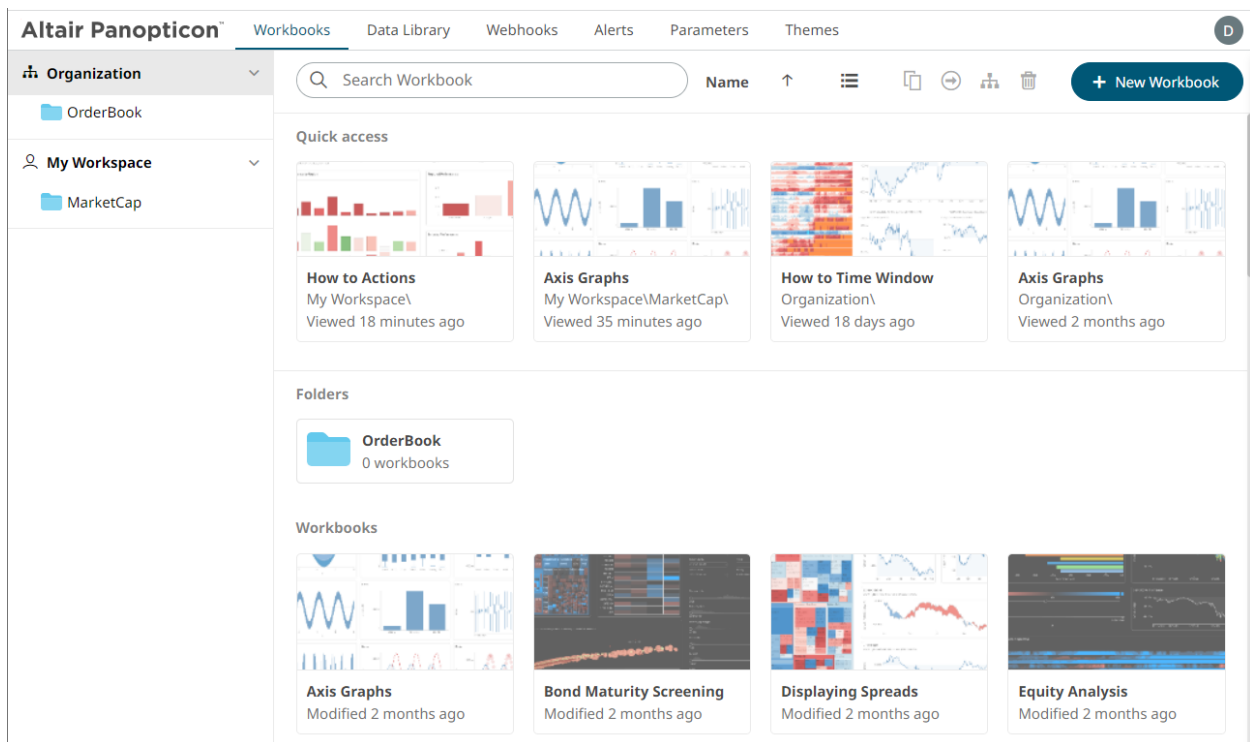 Altair Panopticon™
Workbooks
Data Library
Webhooks
Alerts
Parameters
Themes
D
Organization
OrderBook
My Workspace
MarketCap
Search Workbook
Name
+ New Workbook
Quick access
How to Actions
My Workspace\
Viewed 18 minutes ago
Axis Graphs
My Workspace\MarketCap\
Viewed 35 minutes ago
How to Time Window
Organization\
Viewed 18 days ago
Axis Graphs
Organization\
Viewed 2 months ago
Folders
OrderBook
0 workbooks
Workbooks
Axis Graphs
Modified 2 months ago
Bond Maturity Screening
Modified 2 months ago
Displaying Spreads
Modified 2 months ago
Equity Analysis
Modified 2 months ago